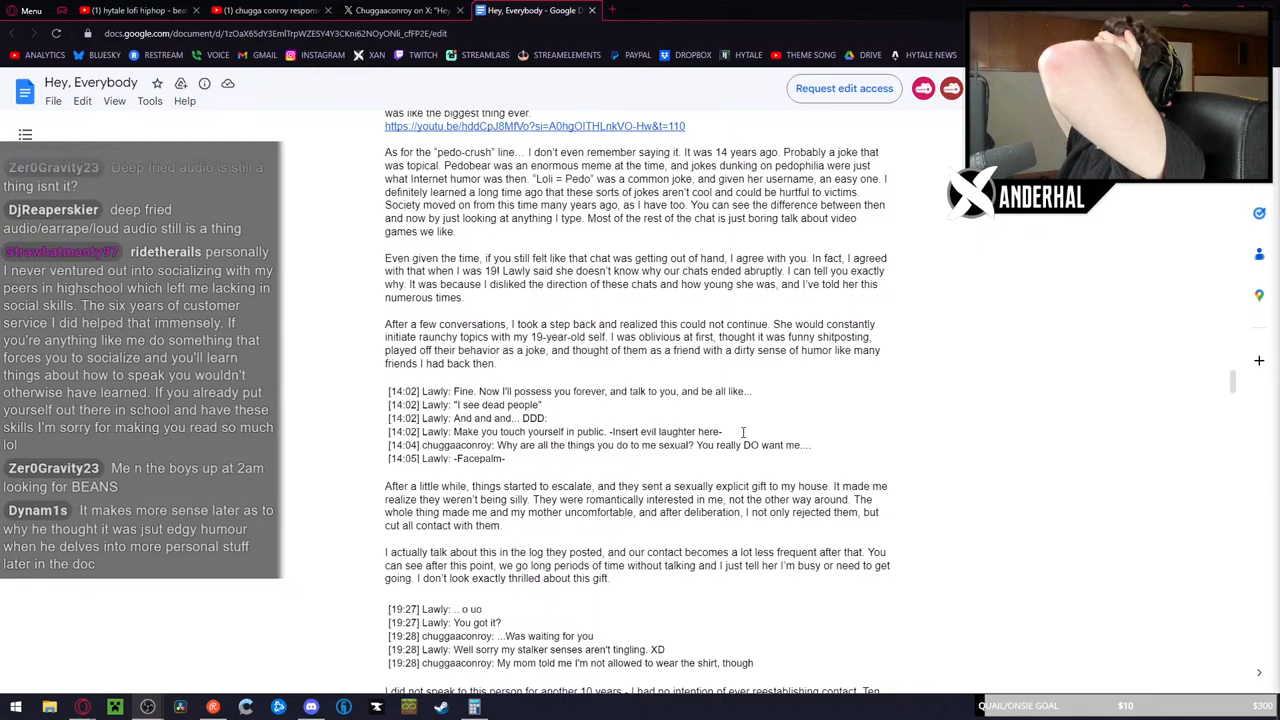 Menu
(1) hytale lofi hiphop - beat
(1) chugga conroy respons
Chuggaaconroy on X: "Hey
Hey, Everybody - Google D
docs.google.com/document/d/1zOaX65dY3EmlTrpWZESY4Y3CKni62NOyONli_cfFP2E/edit
ANALYTICS
BLUESKY
RESTREAM
VOICE
GMAIL
INSTAGRAM
XAN
TWITCH
STREAMLABS
STREAMELEMENTS
PAYPAL
DROPBOX
HYTALE
THEME SONG
DRIVE
HYTALE NEWS
Hey, Everybody
File Edit View Tools Help
Request edit access
was like the biggest thing ever.
https://youtu.be/hddCpJ8MfVo?si=A0hgOITHLnkVO-Hw&t=110
As for the “pedo-crush” line… I don’t even remember saying it. It was 14 years ago. Probably a joke that
was topical. Pedobear was an enormous meme at the time, and jokes dunking on pedophilia were just
what Internet humor was then. “Loli = Pedo” was a common joke, and given her username, an easy one. I
definitely learned a long time ago that these sorts of jokes aren’t cool and could be hurtful to victims.
Society moved on from this time many years ago, as I have too. You can see the difference between then
and now by just looking at anything I type. Most of the rest of the chat is just boring talk about video
games we like.
Even given the time, if you still felt like that chat was getting out of hand, I agree with you. In fact, I agreed
with that when I was 19! Lawly said she doesn’t know why our chats ended abruptly. I can tell you exactly
why. It was because I disliked the direction of these chats and how young she was, and I’ve told her this
numerous times.
After a few conversations, I took a step back and realized this could not continue. She would constantly
initiate raunchy topics with my 19-year-old self. I was oblivious at first, thought it was funny shitposting,
played off their behavior as a joke, and thought of them as a friend with a dirty sense of humor like many
friends I had back then.
[14:02] Lawly: Fine. Now I'll possess you forever, and talk to you, and be all like...
[14:02] Lawly: "I see dead people"
[14:02] Lawly: And and and... DDD:
[14:02] Lawly: Make you touch yourself in public. -Insert evil laughter here-
[14:04] chuggaaconroy: Why are all the things you do to me sexual? You really DO want me....
[14:05] Lawly: -Facepalm-
After a little while, things started to escalate, and they sent a sexually explicit gift to my house. It made me
realize they weren’t being silly. They were romantically interested in me, not the other way around. The
whole thing made me and my mother uncomfortable, and after deliberation, I not only rejected them, but
cut all contact with them.
I actually talk about this in the log they posted, and our contact becomes a lot less frequent after that. You
can see after this point, we go long periods of time without talking and I just tell her I’m busy or need to get
going. I don’t look exactly thrilled about this gift.
[19:27] Lawly: .. o uo
[19:27] Lawly: You got it?
[19:28] chuggaaconroy: ...Was waiting for you
[19:28] Lawly: Well sorry my stalker senses aren't tingling. XD
[19:28] chuggaaconroy: My mom told me I'm not allowed to wear the shirt, though
I did not speak to this person for another 10 years - I had no intention of ever reestablishing contact. Ten
Zer0Gravity23 Deep fried audio is still a
thing isnt it?
DjReaperskier deep fried
audio/earrape/loud audio still is a thing
Strawhatmonty97 ridetherails personally
I never ventured out into socializing with my
peers in highschool which left me lacking in
social skills. The six years of customer
service I did helped that immensely. If
you're anything like me do something that
forces you to socialize and you'll learn
things about how to speak you wouldn't
otherwise have learned. If you already put
yourself out there in school and have these
skills I'm sorry for making you read so much
lol
Zer0Gravity23 Me n the boys up at 2am
looking for BEANS
Dynam1s It makes more sense later as to
why he thought it was jsut edgy humour
when he delves into more personal stuff
later in the doc
XANDERHAL
QUAIL/ONSIE GOAL $10 $300